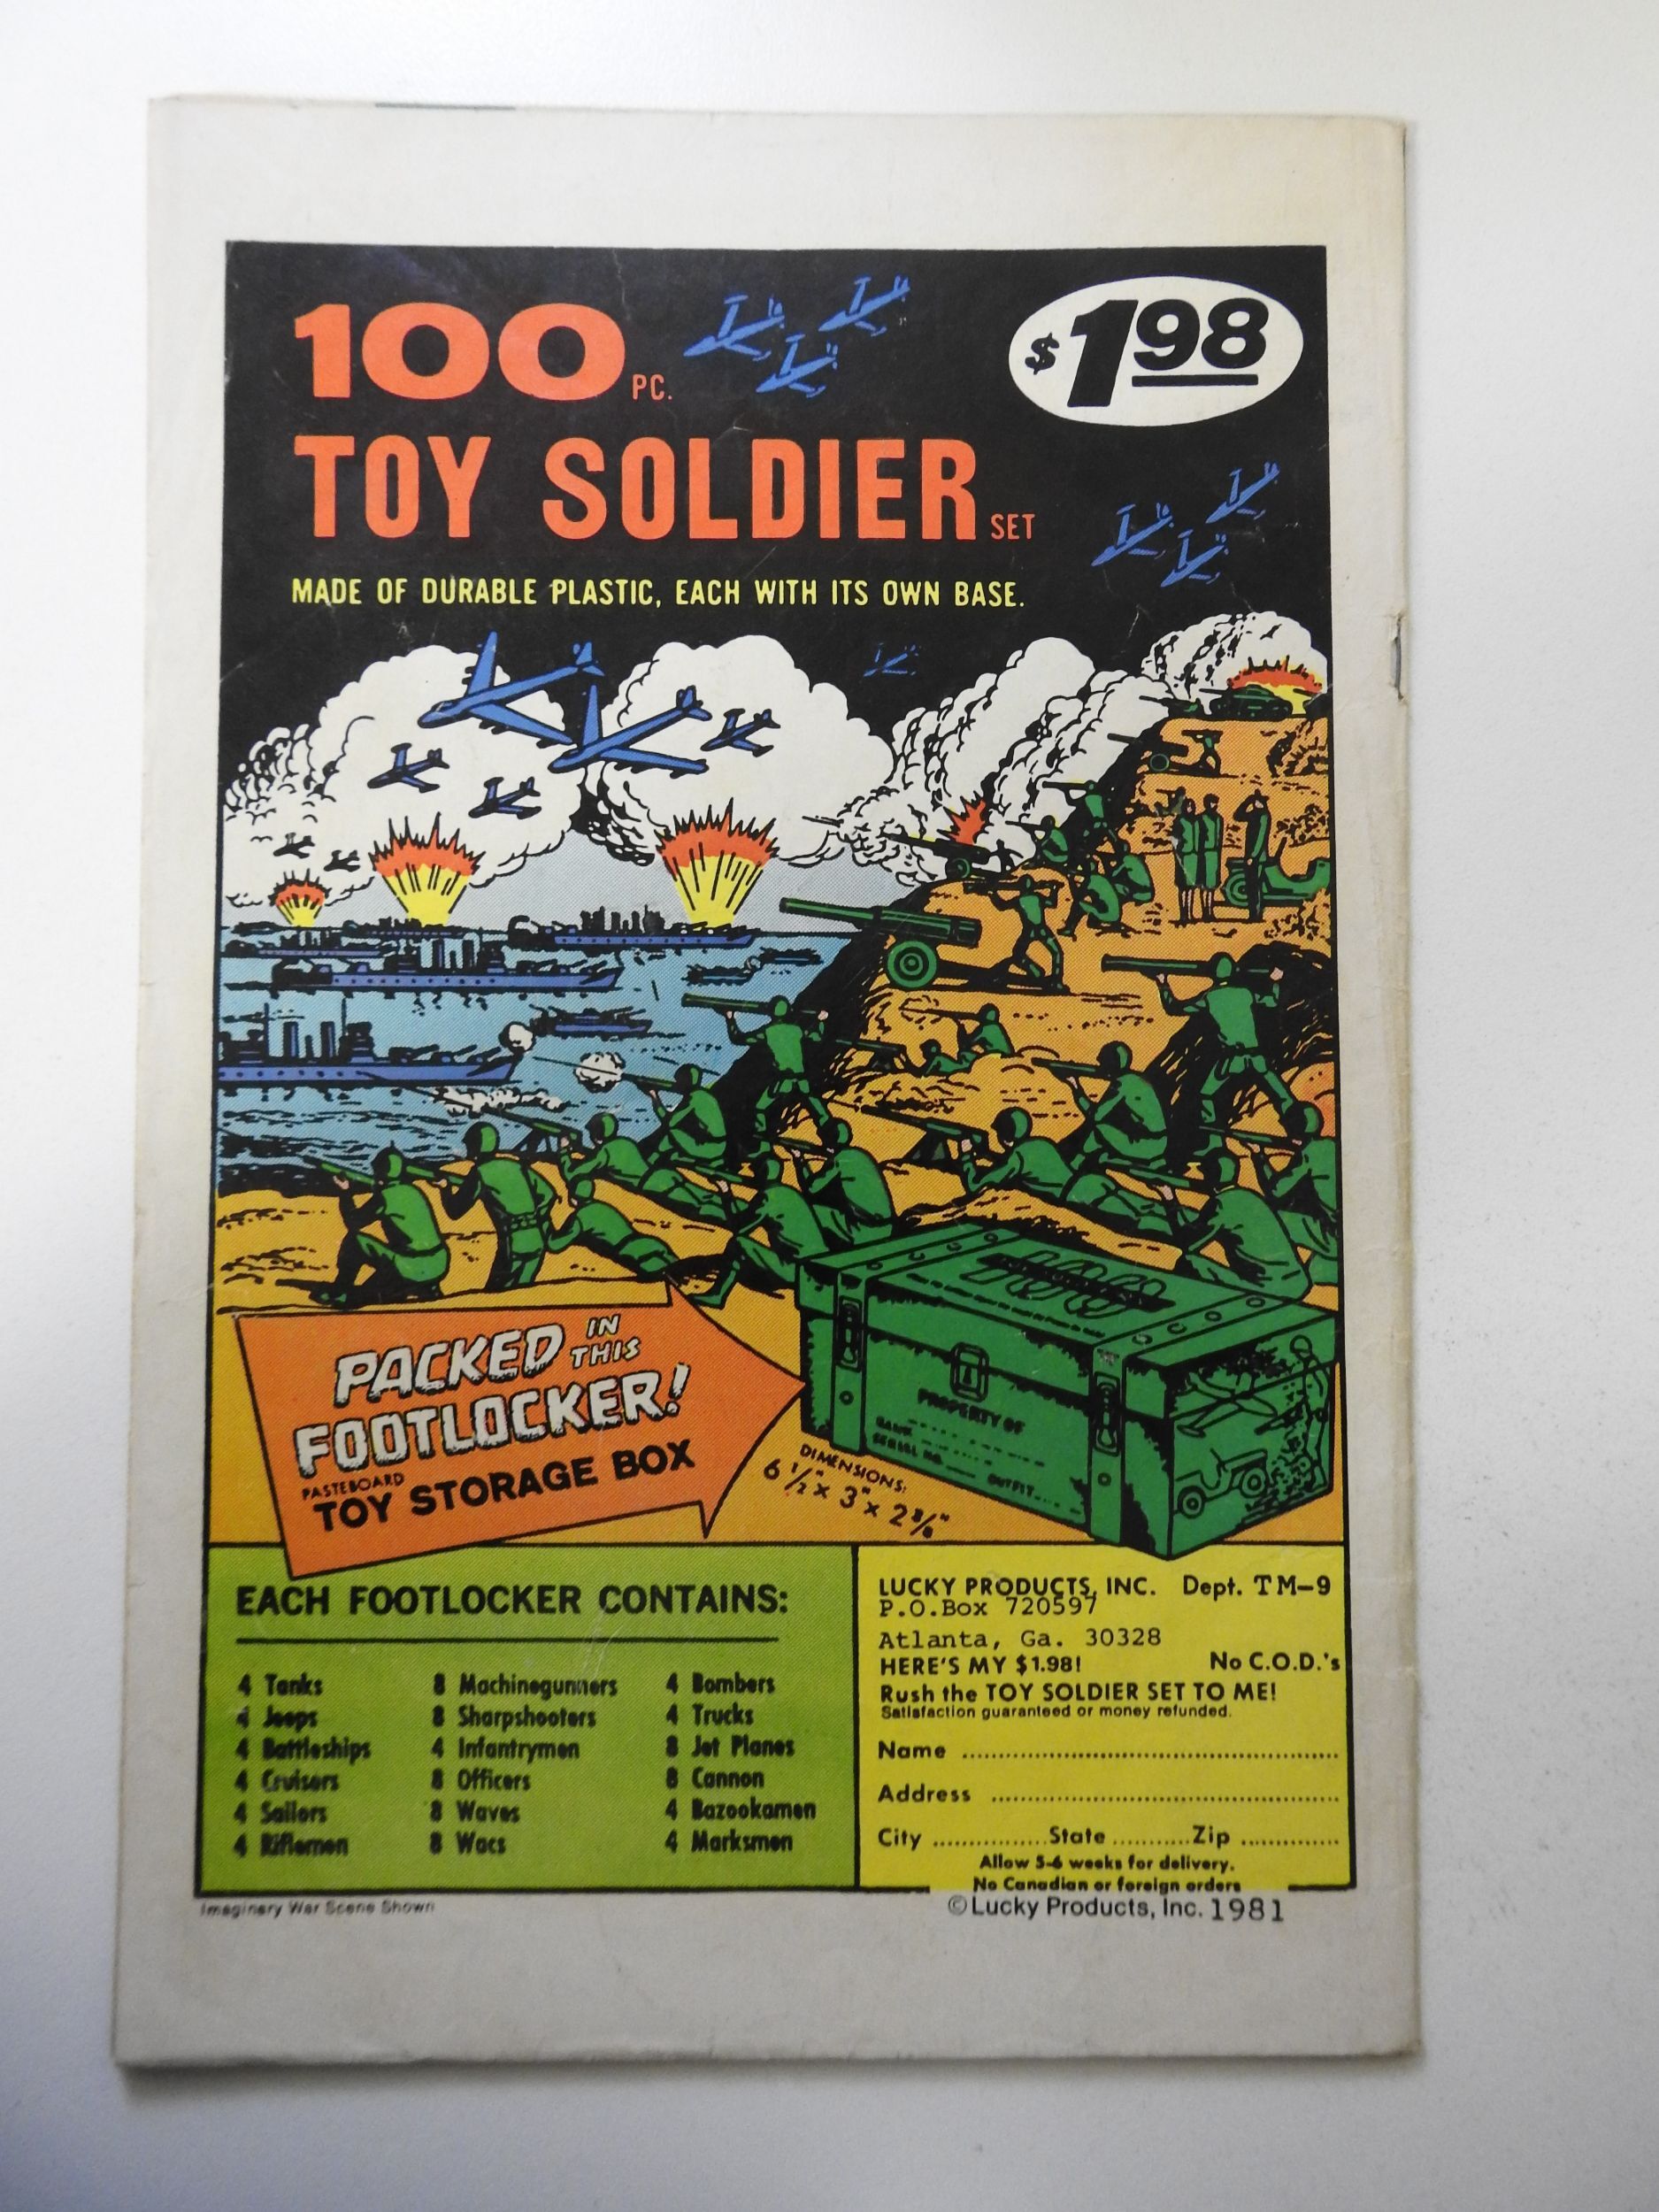 100 PC.
$1.98
TOY SOLDIER SET
MADE OF DURABLE PLASTIC, EACH WITH ITS OWN BASE.
PACKED IN THIS
FOOTLOCKER!
PASTEBOARD
TOY STORAGE BOX
100
PROPERTY OF
SERIAL NO.
OUTFIT
DIMENSIONS:
6 1/2" x 3" x 2 3/8"
EACH FOOTLOCKER CONTAINS:
4 Tanks
4 Jeeps
4 Battleships
4 Cruisers
4 Sailors
4 Riflemen
8 Machinegunners
8 Sharpshooters
4 Infantrymen
8 Officers
8 Waves
8 Wacs
4 Bombers
4 Trucks
8 Jet Planes
8 Cannon
4 Bazookamen
4 Marksmen
LUCKY PRODUCTS, INC. Dept. TM-9
P.O.Box 720597
Atlanta, Ga. 30328
HERE'S MY $1.98! No C.O.D.'s
Rush the TOY SOLDIER SET TO ME!
Satisfaction guaranteed or money refunded.
Name
Address
City State Zip
Allow 5-6 weeks for delivery.
No Canadian or foreign orders
Imaginary War Scene Shown
© Lucky Products, Inc. 1981